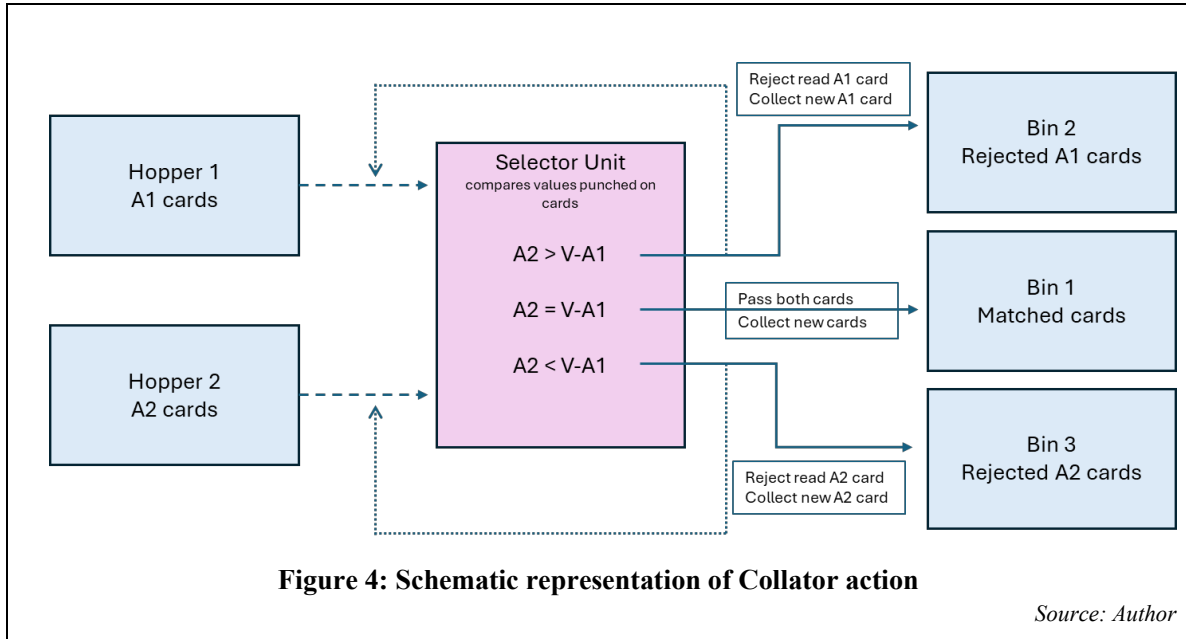 Hopper 1
A1 cards
Hopper 2
A2 cards
Selector Unit
compares values punched on
cards
A2 > V-A1
A2 = V-A1
A2 < V-A1
Reject read A1 card
Collect new A1 card
Pass both cards
Collect new cards
Reject read A2 card
Collect new A2 card
Bin 2
Rejected A1 cards
Bin 1
Matched cards
Bin 3
Rejected A2 cards
Figure 4: Schematic representation of Collator action
Source: Author